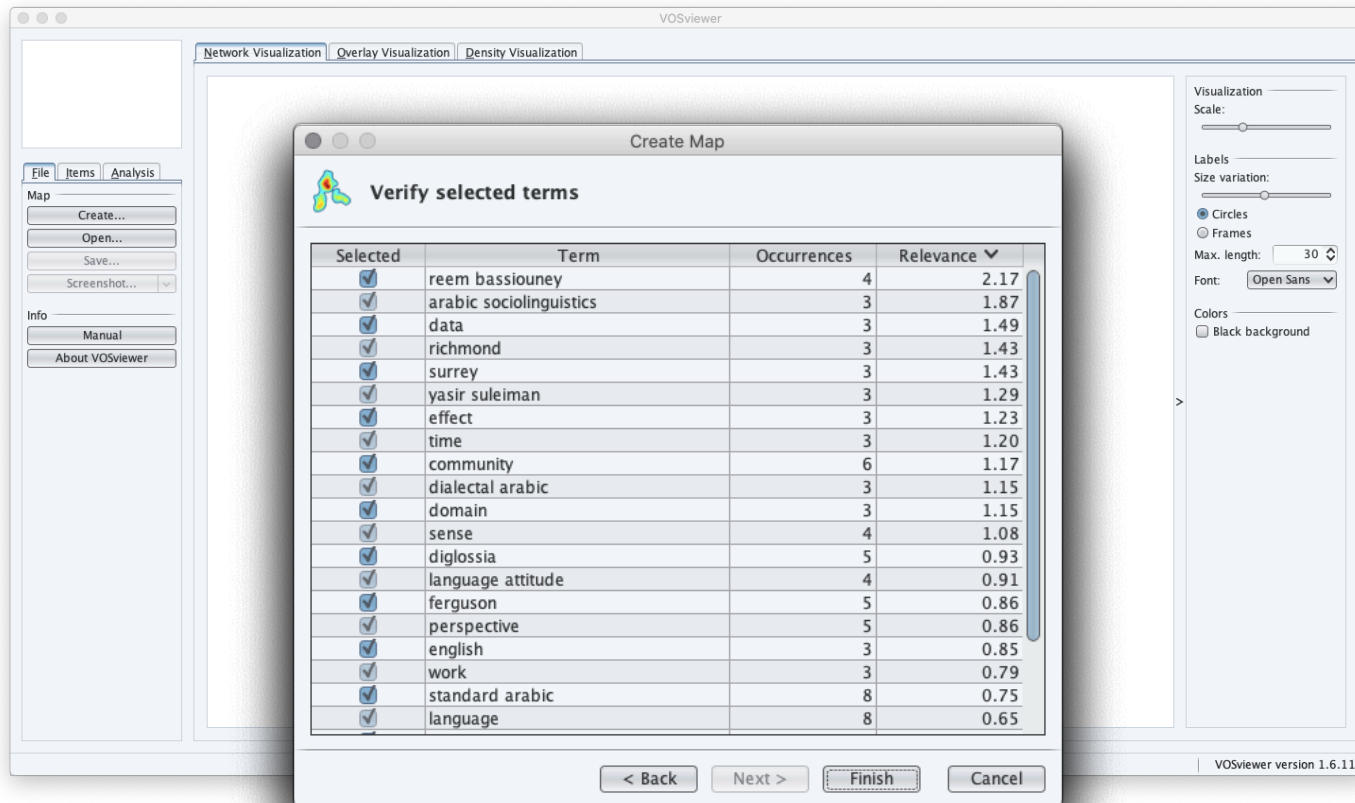 VOSviewer
Network Visualization Overlay Visualization Density Visualization
File Items Analysis
Map
Create...
Open...
Save...
Screenshot...
Info
Manual
About VOSviewer
Create Map
Verify selected terms
Selected Term Occurrences Relevance
reem bassiouney 4 2.17
arabic sociolinguistics 3 1.87
data 3 1.49
richmond 3 1.43
surrey 3 1.43
yasir suleiman 3 1.29
effect 3 1.23
time 3 1.20
community 6 1.17
dialectal arabic 3 1.15
domain 3 1.15
sense 4 1.08
diglossia 5 0.93
language attitude 4 0.91
ferguson 5 0.86
perspective 5 0.86
english 3 0.85
work 3 0.79
standard arabic 8 0.75
language 8 0.65
< Back Next > Finish Cancel
Visualization
Scale:
Labels
Size variation:
Circles
Frames
Max. length: 30
Font: Open Sans
Colors
Black background
>
VOSviewer version 1.6.11